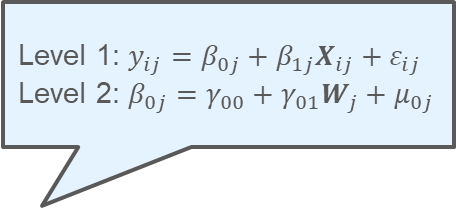 Level 1: 𝑦ᵢⱼ = 𝛽₀ⱼ + 𝛽₁ⱼ𝑿ᵢⱼ + 𝜀ᵢⱼ
Level 2: 𝛽₀ⱼ = 𝛾₀₀ + 𝛾₀₁𝑾ⱼ + 𝜇₀ⱼ